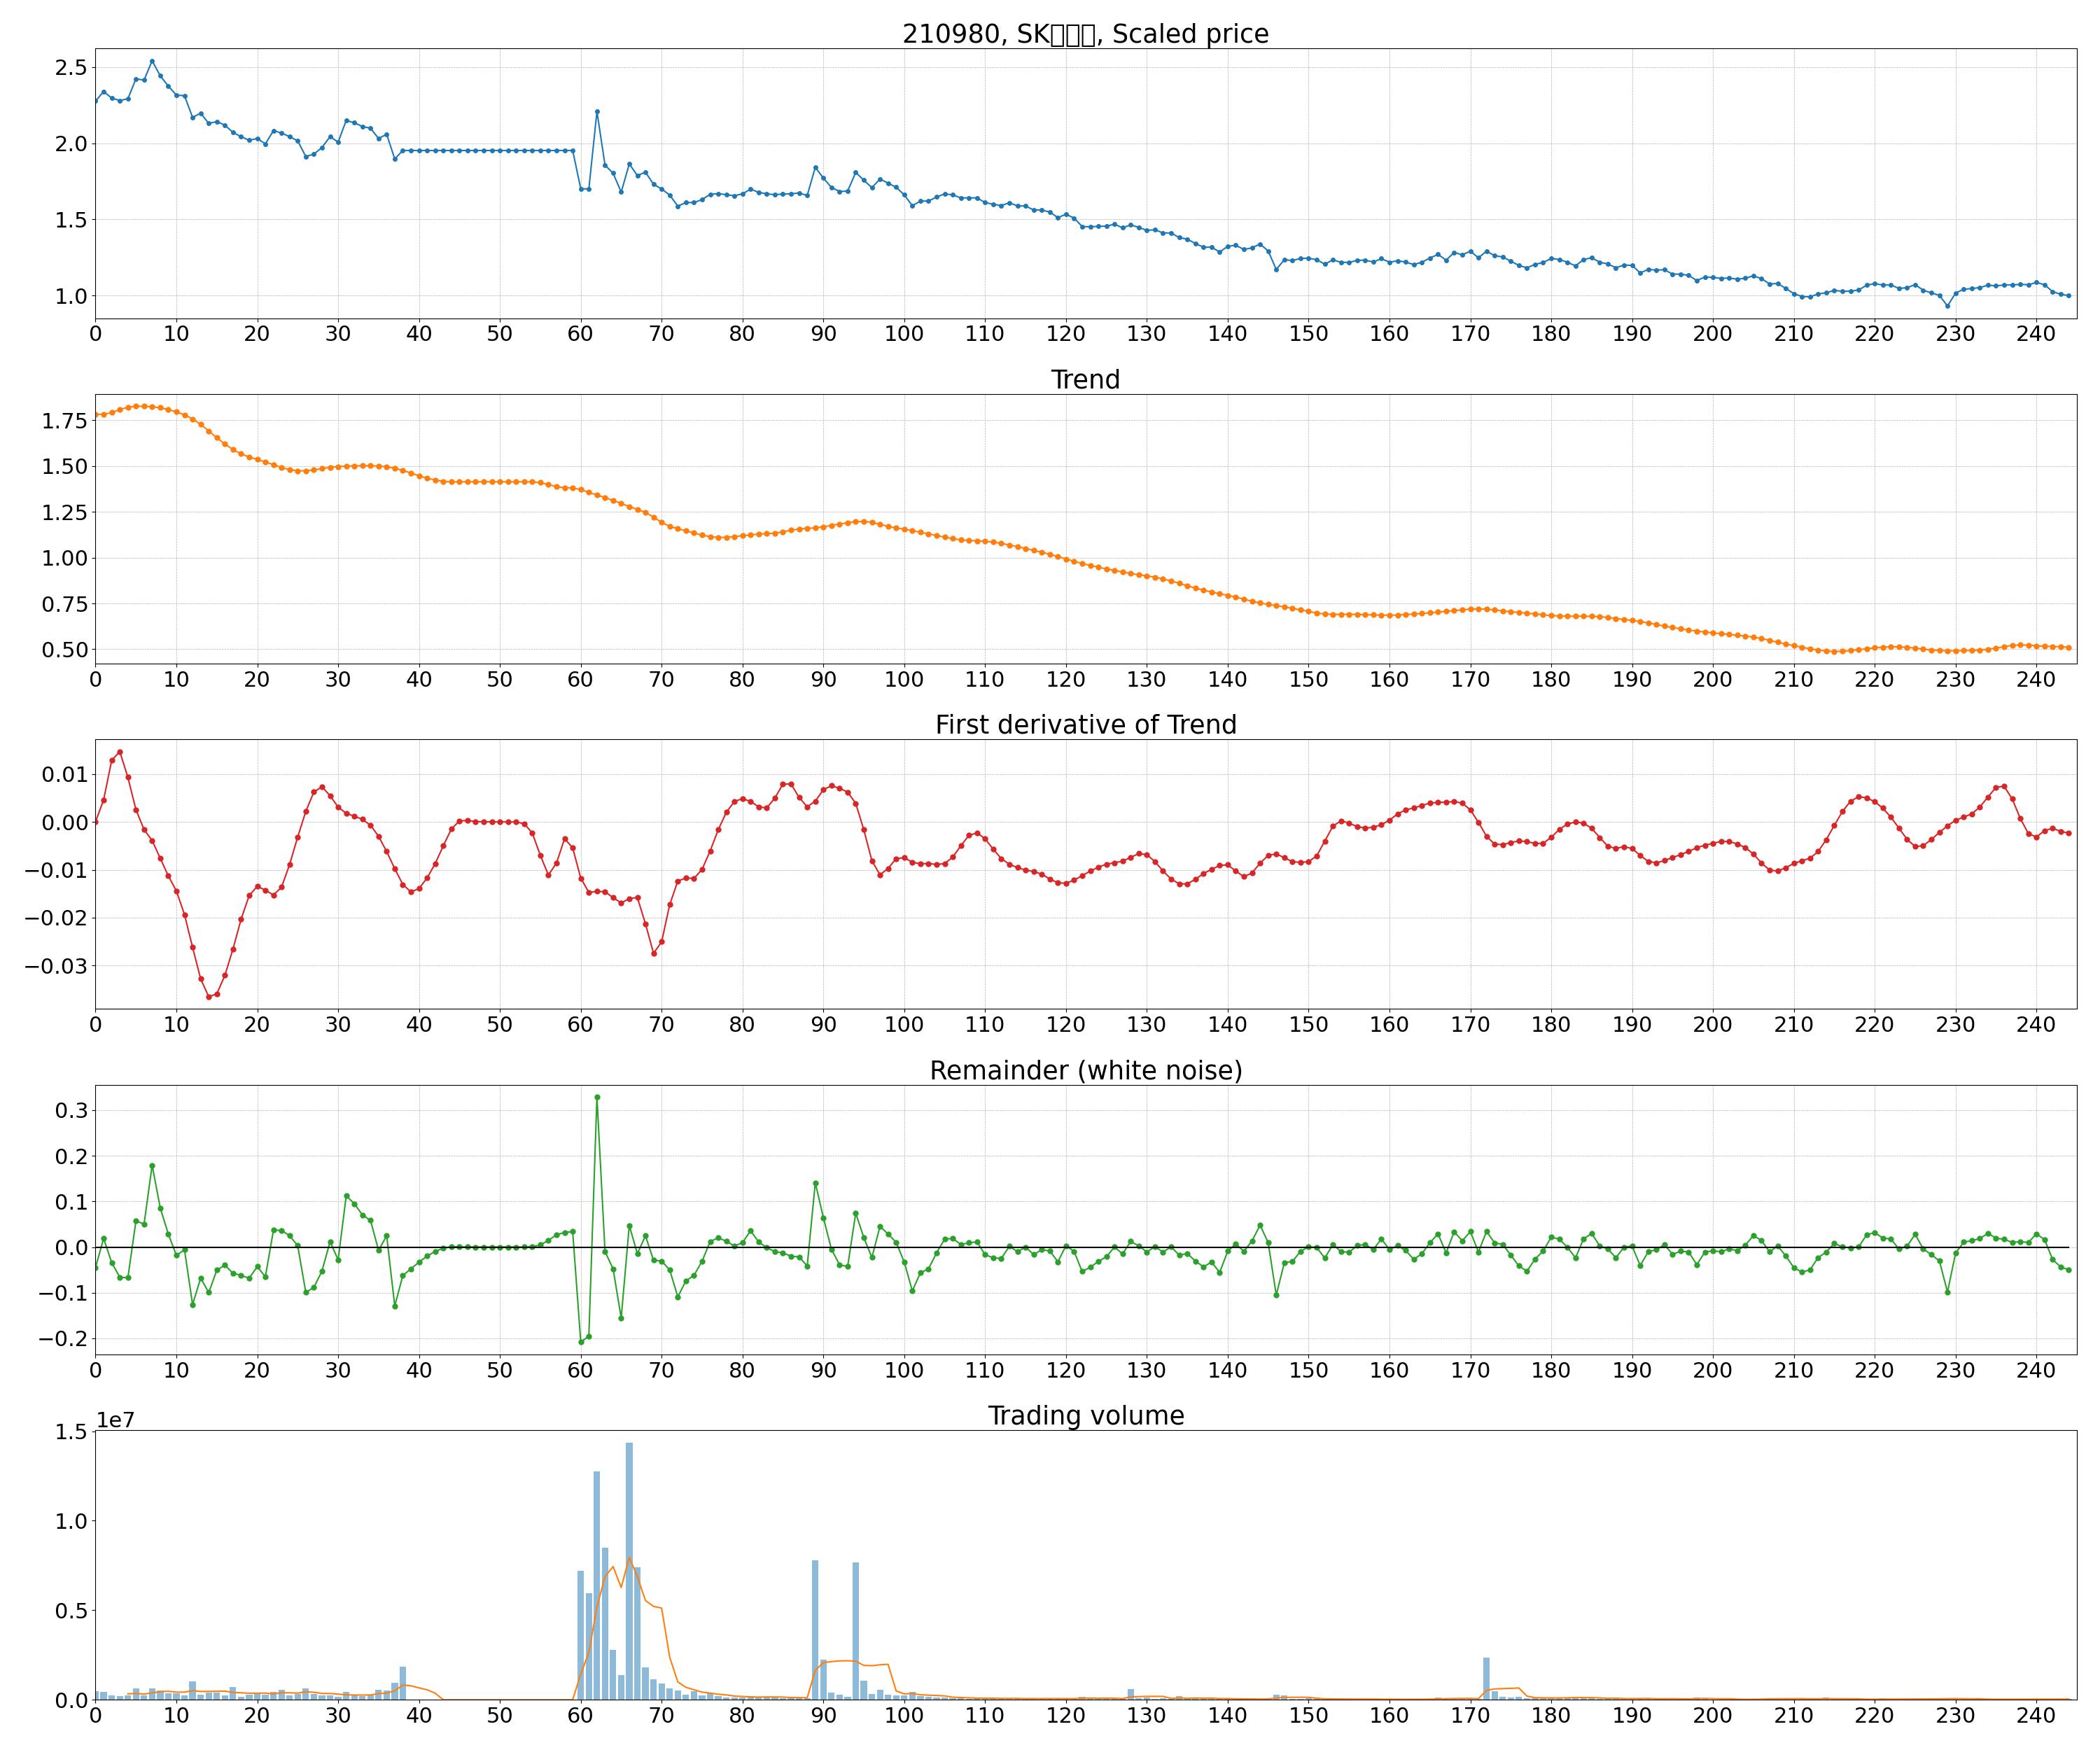 210980, SK□□□, Scaled price
2.5
2.0
1.5
1.0
0 10 20 30 40 50 60 70 80 90 100 110 120 130 140 150 160 170 180 190 200 210 220 230 240
Trend
1.75
1.50
1.25
1.00
0.75
0.50
0 10 20 30 40 50 60 70 80 90 100 110 120 130 140 150 160 170 180 190 200 210 220 230 240
First derivative of Trend
0.01
0.00
−0.01
−0.02
−0.03
0 10 20 30 40 50 60 70 80 90 100 110 120 130 140 150 160 170 180 190 200 210 220 230 240
Remainder (white noise)
0.3
0.2
0.1
0.0
−0.1
−0.2
0 10 20 30 40 50 60 70 80 90 100 110 120 130 140 150 160 170 180 190 200 210 220 230 240
Trading volume
1e7
1.5
1.0
0.5
0.0
0 10 20 30 40 50 60 70 80 90 100 110 120 130 140 150 160 170 180 190 200 210 220 230 240